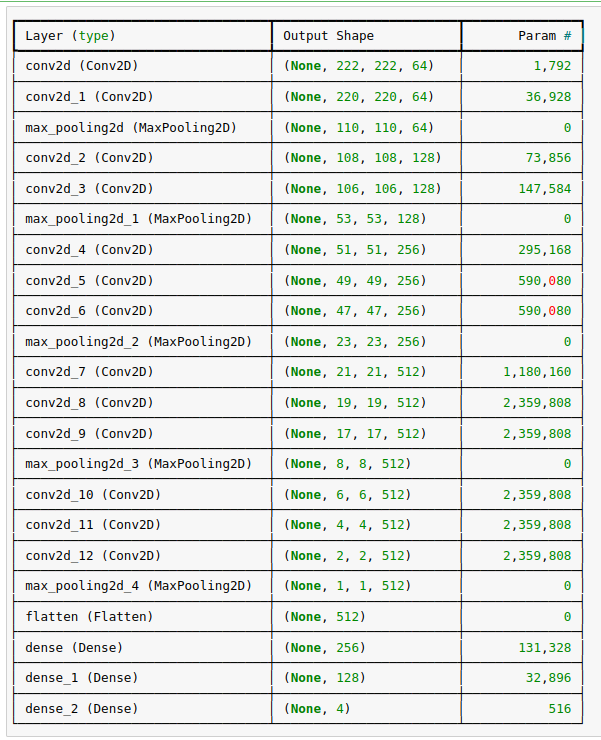 Layer (type) Output Shape Param #
conv2d (Conv2D) (None, 222, 222, 64) 1,792
conv2d_1 (Conv2D) (None, 220, 220, 64) 36,928
max_pooling2d (MaxPooling2D) (None, 110, 110, 64) 0
conv2d_2 (Conv2D) (None, 108, 108, 128) 73,856
conv2d_3 (Conv2D) (None, 106, 106, 128) 147,584
max_pooling2d_1 (MaxPooling2D) (None, 53, 53, 128) 0
conv2d_4 (Conv2D) (None, 51, 51, 256) 295,168
conv2d_5 (Conv2D) (None, 49, 49, 256) 590,080
conv2d_6 (Conv2D) (None, 47, 47, 256) 590,080
max_pooling2d_2 (MaxPooling2D) (None, 23, 23, 256) 0
conv2d_7 (Conv2D) (None, 21, 21, 512) 1,180,160
conv2d_8 (Conv2D) (None, 19, 19, 512) 2,359,808
conv2d_9 (Conv2D) (None, 17, 17, 512) 2,359,808
max_pooling2d_3 (MaxPooling2D) (None, 8, 8, 512) 0
conv2d_10 (Conv2D) (None, 6, 6, 512) 2,359,808
conv2d_11 (Conv2D) (None, 4, 4, 512) 2,359,808
conv2d_12 (Conv2D) (None, 2, 2, 512) 2,359,808
max_pooling2d_4 (MaxPooling2D) (None, 1, 1, 512) 0
flatten (Flatten) (None, 512) 0
dense (Dense) (None, 256) 131,328
dense_1 (Dense) (None, 128) 32,896
dense_2 (Dense) (None, 4) 516